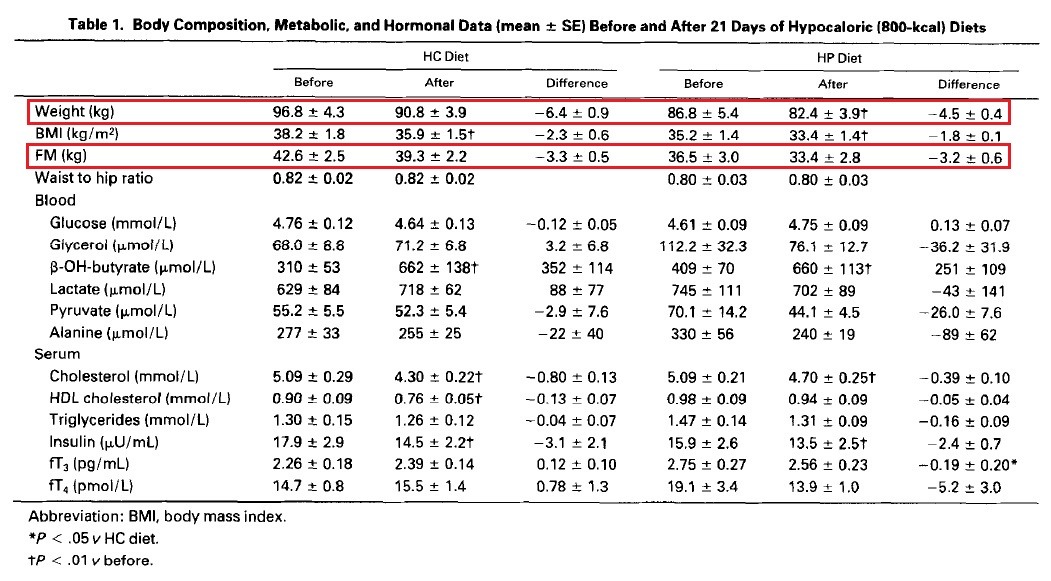 Table 1. Body Composition, Metabolic, and Hormonal Data (mean ± SE) Before and After 21 Days of Hypocaloric (800-kcal) Diets
HC Diet HP Diet
Before After Difference Before After Difference
Weight (kg) 96.8 ± 4.3 90.8 ± 3.9 −6.4 ± 0.9 86.8 ± 5.4 82.4 ± 3.9† −4.5 ± 0.4
BMI (kg/m²) 38.2 ± 1.8 35.9 ± 1.5† −2.3 ± 0.6 35.2 ± 1.4 33.4 ± 1.4† −1.8 ± 0.1
FM (kg) 42.6 ± 2.5 39.3 ± 2.2 −3.3 ± 0.5 36.5 ± 3.0 33.4 ± 2.8 −3.2 ± 0.6
Waist to hip ratio 0.82 ± 0.02 0.82 ± 0.02 0.80 ± 0.03 0.80 ± 0.03
Blood
Glucose (mmol/L) 4.76 ± 0.12 4.64 ± 0.13 −0.12 ± 0.05 4.61 ± 0.09 4.75 ± 0.09 0.13 ± 0.07
Glycerol (μmol/L) 68.0 ± 6.8 71.2 ± 6.8 3.2 ± 6.8 112.2 ± 32.3 76.1 ± 12.7 −36.2 ± 31.9
β-OH-butyrate (μmol/L) 310 ± 53 662 ± 138† 352 ± 114 409 ± 70 660 ± 113† 251 ± 109
Lactate (μmol/L) 629 ± 84 718 ± 62 88 ± 77 745 ± 111 702 ± 89 −43 ± 141
Pyruvate (μmol/L) 55.2 ± 5.5 52.3 ± 5.4 −2.9 ± 7.6 70.1 ± 14.2 44.1 ± 4.5 −26.0 ± 7.6
Alanine (μmol/L) 277 ± 33 255 ± 25 −22 ± 40 330 ± 56 240 ± 19 −89 ± 62
Serum
Cholesterol (mmol/L) 5.09 ± 0.29 4.30 ± 0.22† −0.80 ± 0.13 5.09 ± 0.21 4.70 ± 0.25† −0.39 ± 0.10
HDL cholesterol (mmol/L) 0.90 ± 0.09 0.76 ± 0.05† −0.13 ± 0.07 0.98 ± 0.09 0.94 ± 0.09 −0.05 ± 0.04
Triglycerides (mmol/L) 1.30 ± 0.15 1.26 ± 0.12 −0.04 ± 0.07 1.47 ± 0.14 1.31 ± 0.09 −0.16 ± 0.09
Insulin (μU/mL) 17.9 ± 2.9 14.5 ± 2.2† −3.1 ± 2.1 15.9 ± 2.6 13.5 ± 2.5† −2.4 ± 0.7
fT₃ (pg/mL) 2.26 ± 0.18 2.39 ± 0.14 0.12 ± 0.10 2.75 ± 0.27 2.56 ± 0.23 −0.19 ± 0.20*
fT₄ (pmol/L) 14.7 ± 0.8 15.5 ± 1.4 0.78 ± 1.3 19.1 ± 3.4 13.9 ± 1.0 −5.2 ± 3.0
Abbreviation: BMI, body mass index.
*P < .05 v HC diet.
†P < .01 v before.